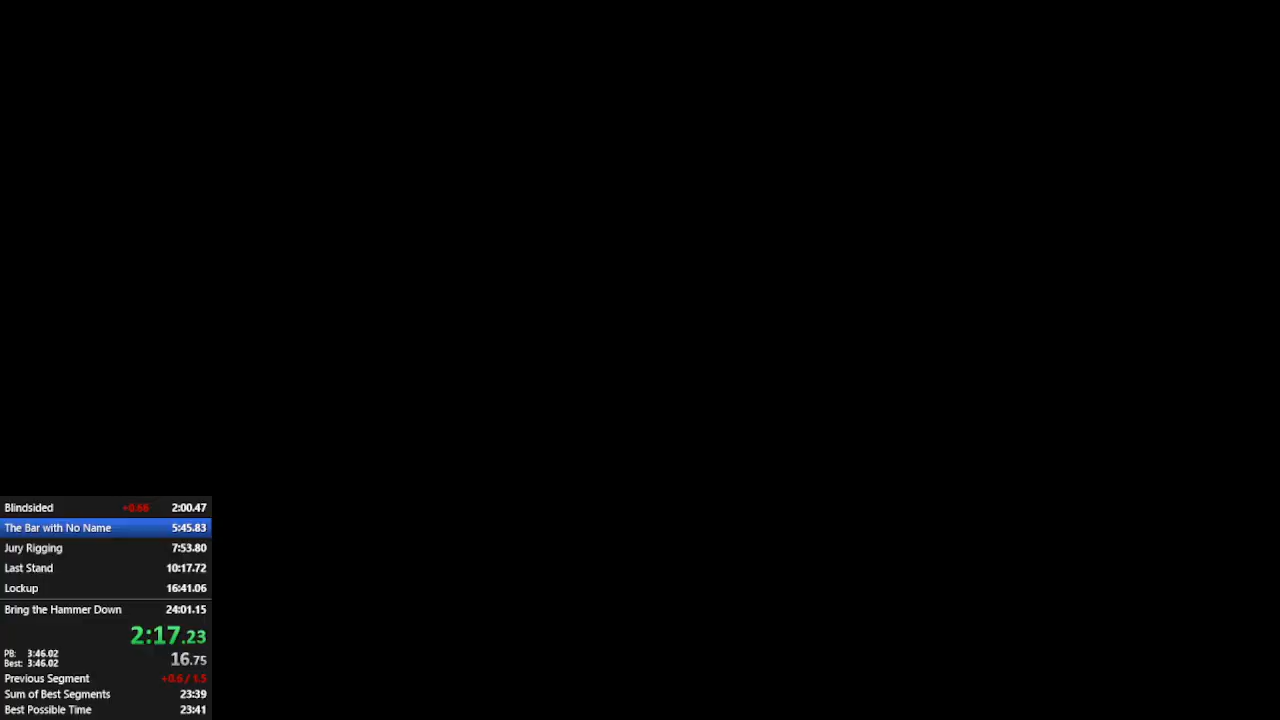 Blindsided +0.66 2:00.47
The Bar with No Name 5:45.83
Jury Rigging 7:53.80
Last Stand 10:17.72
Lockup 16:41.06
Bring the Hammer Down 24:01.15
2:17.23
PB: 3:46.02
Best: 3:46.02
16.75
Previous Segment +0.6 / 1.5
Sum of Best Segments 23:39
Best Possible Time 23:41